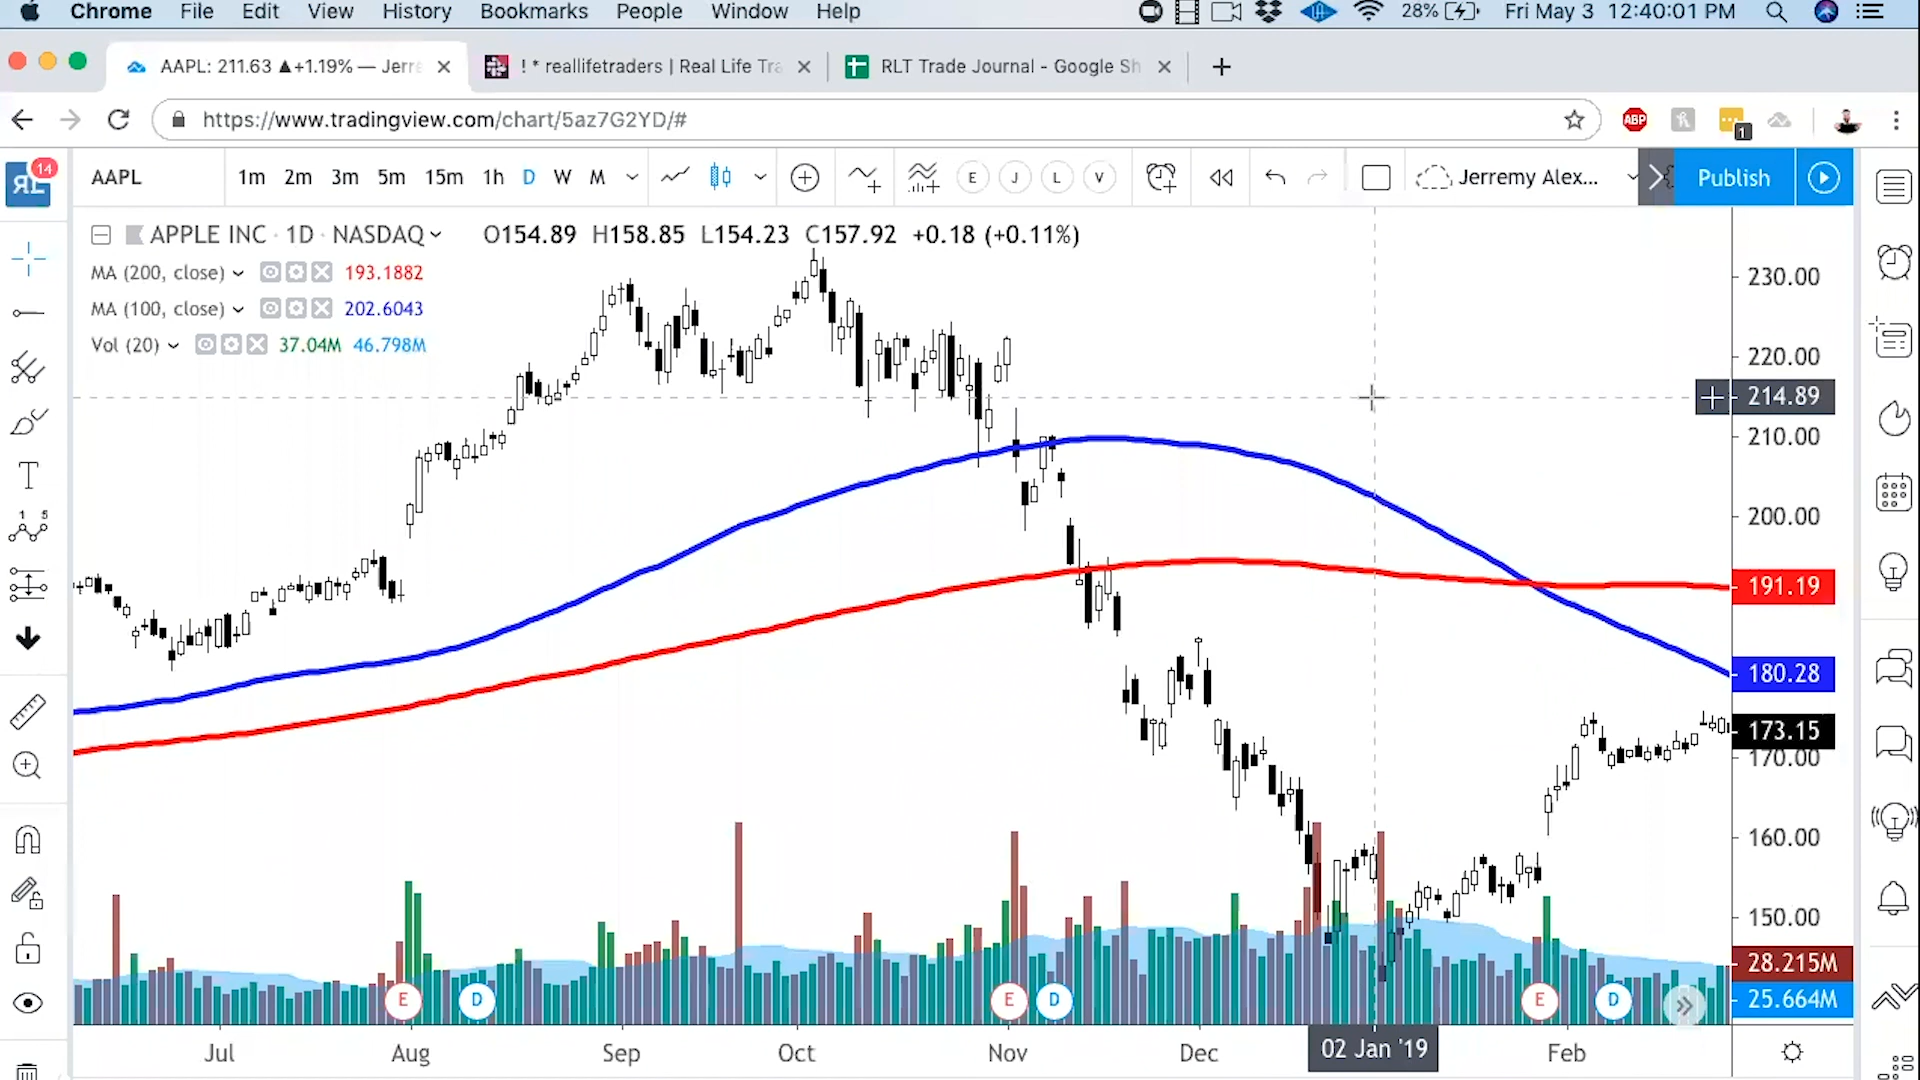 Chrome File Edit View History Bookmarks People Window Help 28% Fri May 3 12:40:01 PM
AAPL: 211.63 ▲+1.19% — Jerre
! * reallifetraders | Real Life Tra
RLT Trade Journal - Google Sh
https://www.tradingview.com/chart/5az7G2YD/#
ABP
1
RL 14
AAPL 1m 2m 3m 5m 15m 1h D W M E J L V Jerremy Alex... Publish
APPLE INC · 1D · NASDAQ O154.89 H158.85 L154.23 C157.92 +0.18 (+0.11%)
MA (200, close) 193.1882
MA (100, close) 202.6043
Vol (20) 37.04M 46.798M
230.00
220.00
214.89
210.00
200.00
191.19
180.28
173.15
170.00
160.00
150.00
28.215M
25.664M
T
1 5
E D E D E D
Jul Aug Sep Oct Nov Dec 02 Jan '19 Feb